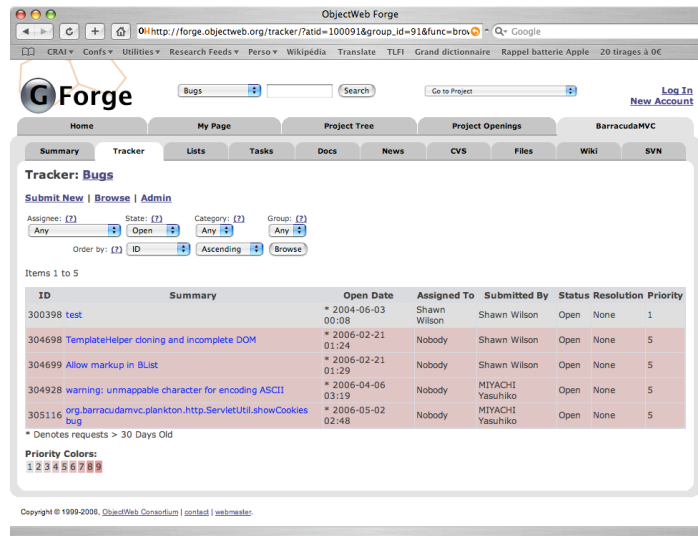 ObjectWeb Forge
http://forge.objectweb.org/tracker/?atid=100091&group_id=91&func=brow
Google
CRAI Confs Utilities Research Feeds Perso Wikipédia Translate TLFI Grand dictionnaire Rappel batterie Apple 20 tirages à 0€
GForge
Bugs Search Go to Project
Log In
New Account
Home My Page Project Tree Project Openings BarracudaMVC
Summary Tracker Lists Tasks Docs News CVS Files Wiki SVN
Tracker: Bugs
Submit New | Browse | Admin
Assignee: (?) State: (?) Category: (?) Group: (?)
Any Open Any Any
Order by: (?) ID Ascending Browse
Items 1 to 5
ID Summary Open Date Assigned To Submitted By Status Resolution Priority
300398 test * 2004-06-03 00:08 Shawn Wilson Shawn Wilson Open None 1
304698 TemplateHelper cloning and incomplete DOM * 2006-02-21 01:24 Nobody Shawn Wilson Open None 5
304699 Allow markup in BList * 2006-02-21 01:29 Nobody Shawn Wilson Open None 5
304928 warning: unmappable character for encoding ASCII * 2006-04-06 03:19 Nobody MIYACHI Yasuhiko Open None 5
305116 org.barracudamvc.plankton.http.ServletUtil.showCookies bug * 2006-05-02 02:48 Nobody MIYACHI Yasuhiko Open None 5
* Denotes requests > 30 Days Old
Priority Colors:
1 2 3 4 5 6 7 8 9
Copyright © 1999-2008, ObjectWeb Consortium | contact | webmaster.